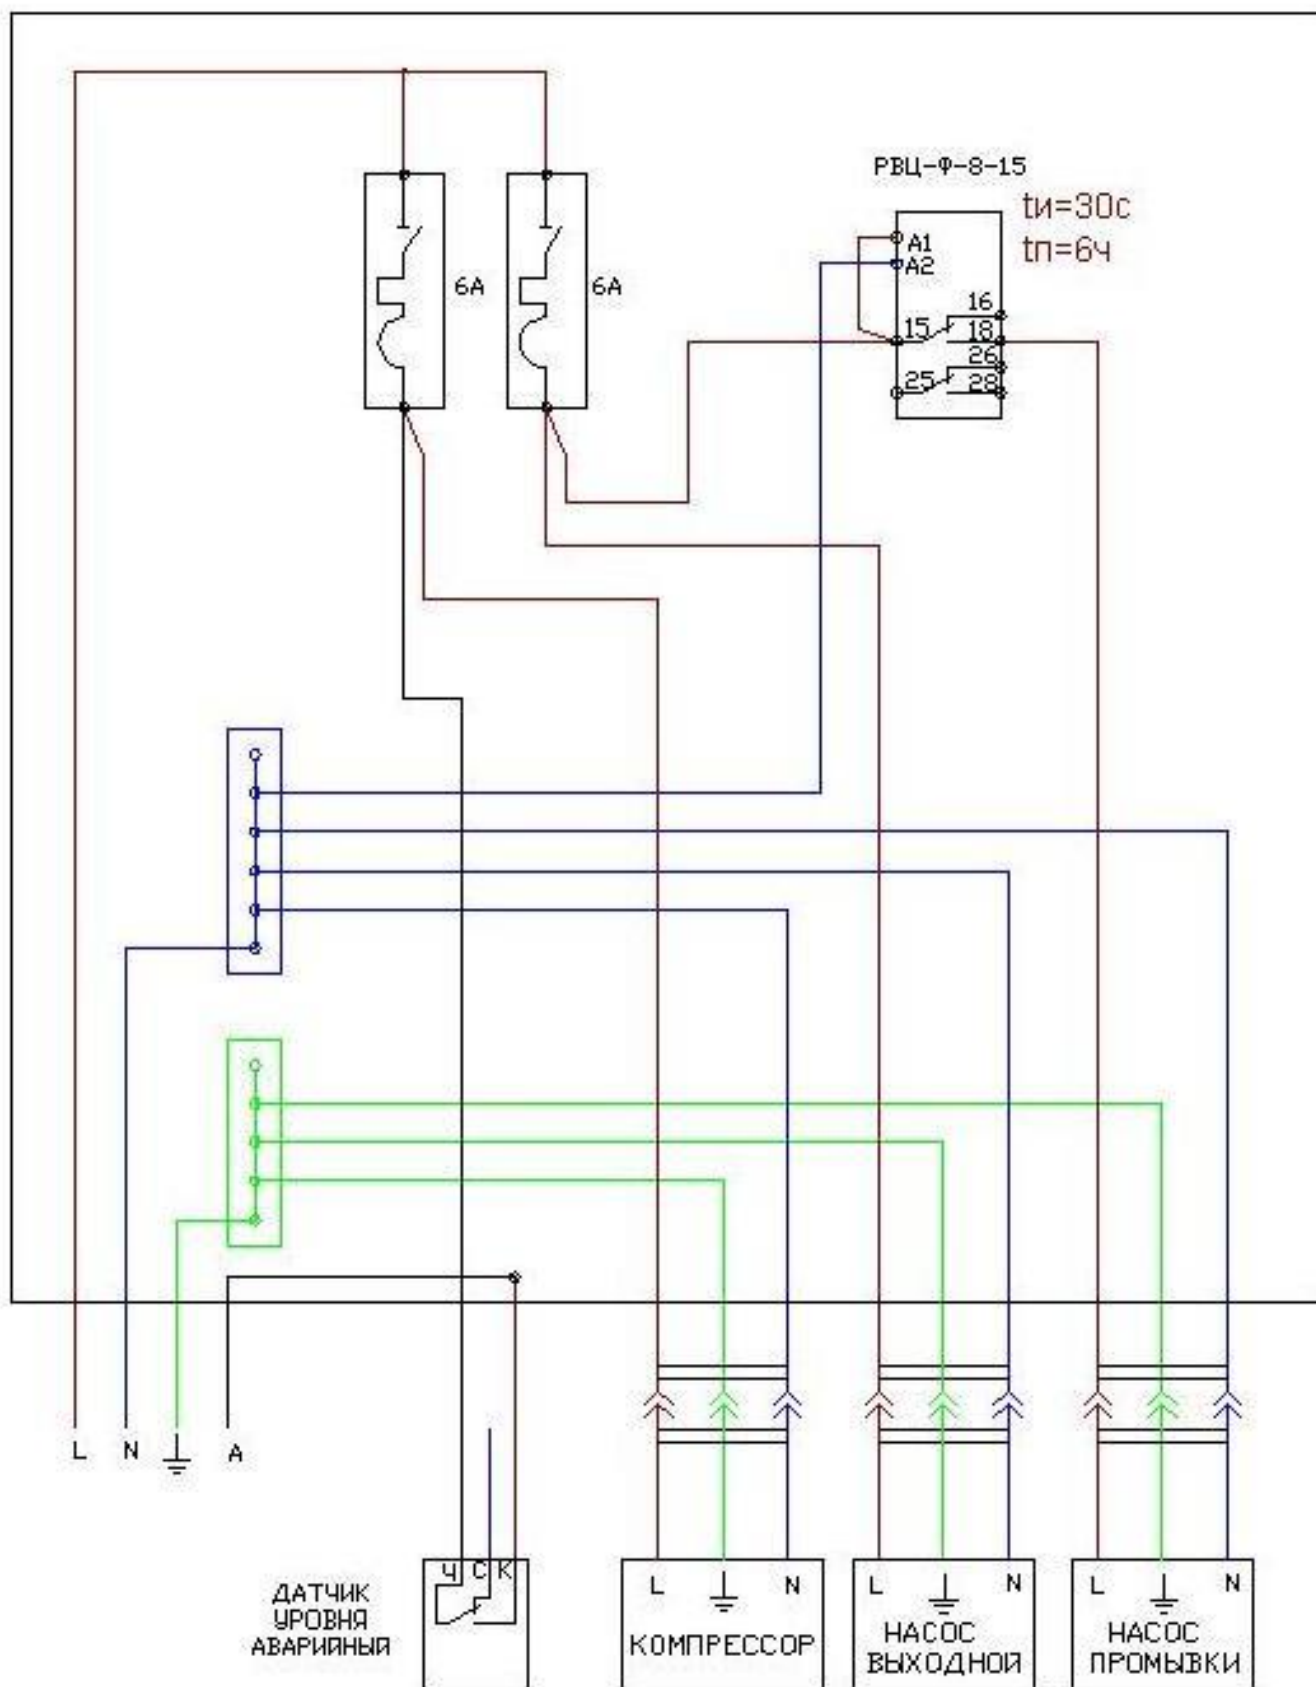 РВЦ-Ф-8-15
tи=30с
tп=6ч
A1
A2
6А
6А
16
15
18
26
25
28
L
N
А
Ч С К
ДАТЧИК
УРОВНЯ
АВАРИЙНЫЙ
L
N
КОМПРЕССОР
L
N
НАСОС
ВЫХОДНОЙ
L
N
НАСОС
ПРОМЫВКИ